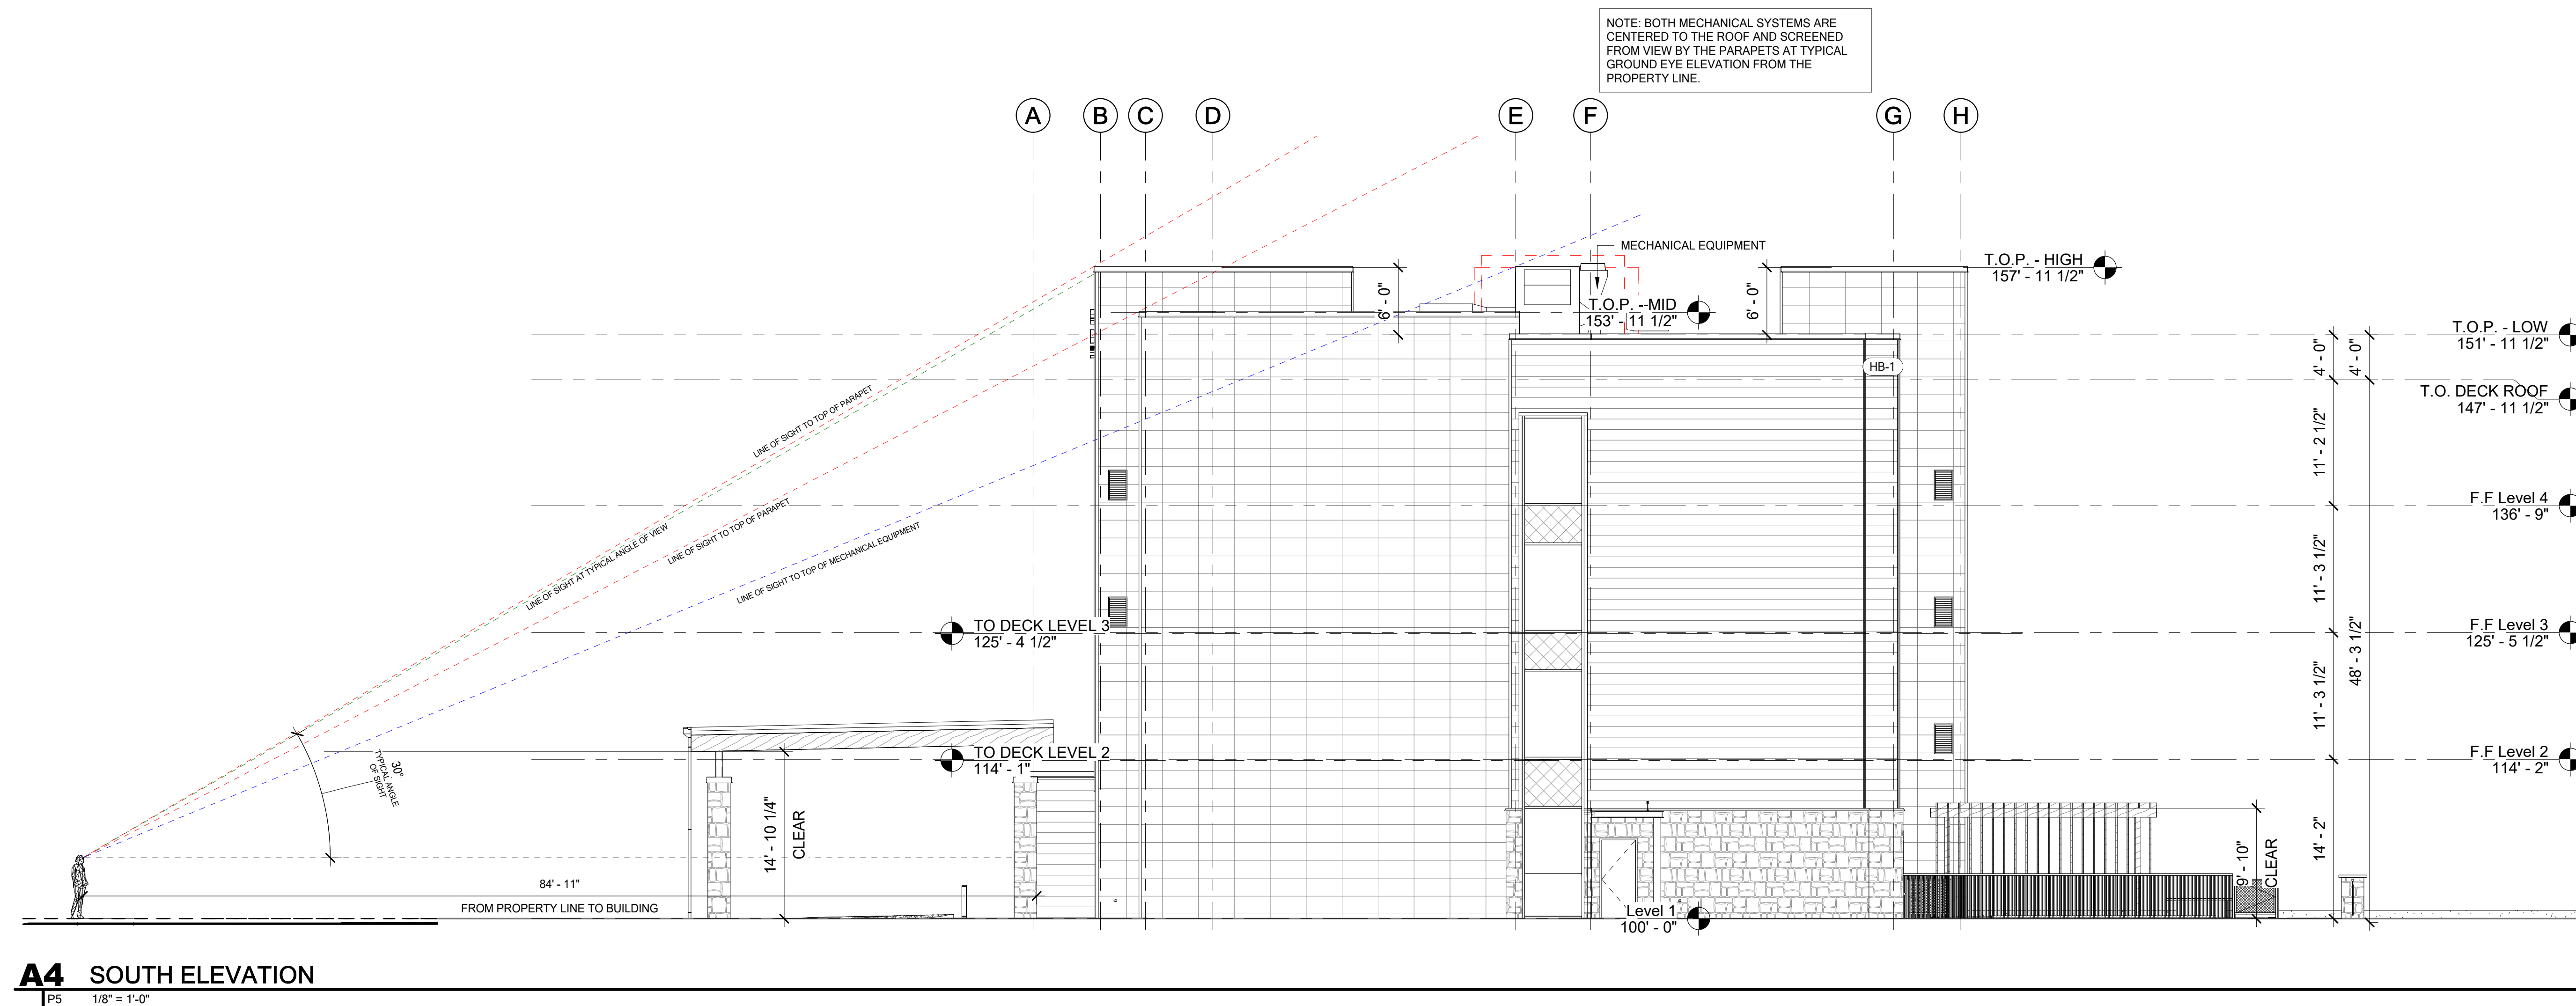 NOTE: BOTH MECHANICAL SYSTEMS ARE
CENTERED TO THE ROOF AND SCREENED
FROM VIEW BY THE PARAPETS AT TYPICAL
GROUND EYE ELEVATION FROM THE
PROPERTY LINE.
A
B
C
D
E
F
G
H
MECHANICAL EQUIPMENT
T.O.P. - HIGH
157' - 11 1/2"
6' - 0"
T.O.P. - MID
153' - 11 1/2"
6' - 0"
T.O.P. - LOW
151' - 11 1/2"
4' - 0"
4' - 0"
HB-1
T.O. DECK ROOF
147' - 11 1/2"
LINE OF SIGHT TO TOP OF PARAPET
11' - 2 1/2"
LINE OF SIGHT AT TYPICAL ANGLE OF VIEW
LINE OF SIGHT TO TOP OF PARAPET
LINE OF SIGHT TO TOP OF MECHANICAL EQUIPMENT
F.F Level 4
136' - 9"
11' - 3 1/2"
TO DECK LEVEL 3
125' - 4 1/2"
F.F Level 3
125' - 5 1/2"
48' - 3 1/2"
11' - 3 1/2"
30°
TYPICAL ANGLE
OF SIGHT
TO DECK LEVEL 2
114' - 1"
F.F Level 2
114' - 2"
14' - 10 1/4"
CLEAR
14' - 2"
9' - 10"
CLEAR
84' - 11"
FROM PROPERTY LINE TO BUILDING
Level 1
100' - 0"
A4 SOUTH ELEVATION
P5 1/8" = 1'-0"